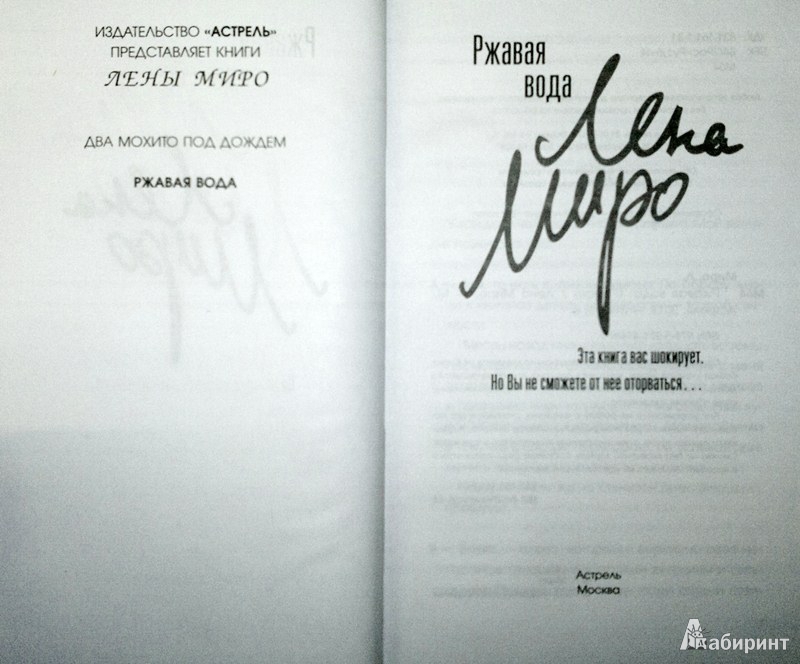 ИЗДАТЕЛЬСТВО «АСТРЕЛЬ»
ПРЕДСТАВЛЯЕТ КНИГИ
ЛЕНЫ МИРО
ДВА МОХИТО ПОД ДОЖДЕМ
РЖАВАЯ ВОДА
Ржавая
вода
Лена
Миро
Эта книга вас шокирует.
Но Вы не сможете от нее оторваться...
Астрель
Москва
Лабиринт